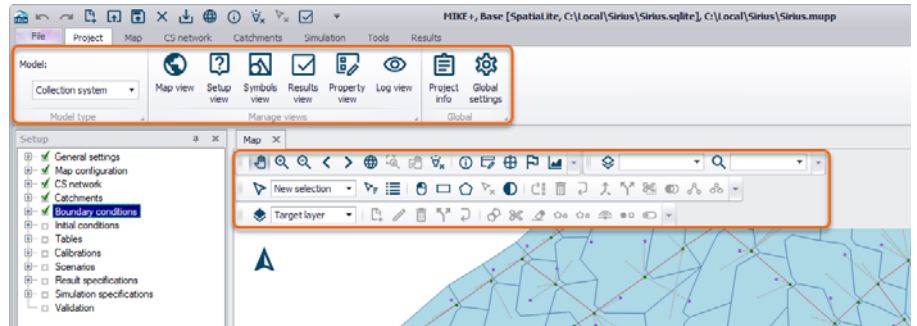 MIKE+, Base [SpatiaLite, C:\Local\Sirius\Sirius.sqlite], C:\Local\Sirius\Sirius.mupp
File Project Map CS network Catchments Simulation Tools Results
Model:
Collection system
Map view
Setup view
Symbols view
Results view
Property view
Log view
Project info
Global settings
Model type
Manage views
Global
Setup
Map
General settings
Map configuration
CS network
Catchments
Boundary conditions
Initial conditions
Tables
Calibrations
Scenarios
Result specifications
Simulation specifications
Validation
New selection
Target layer